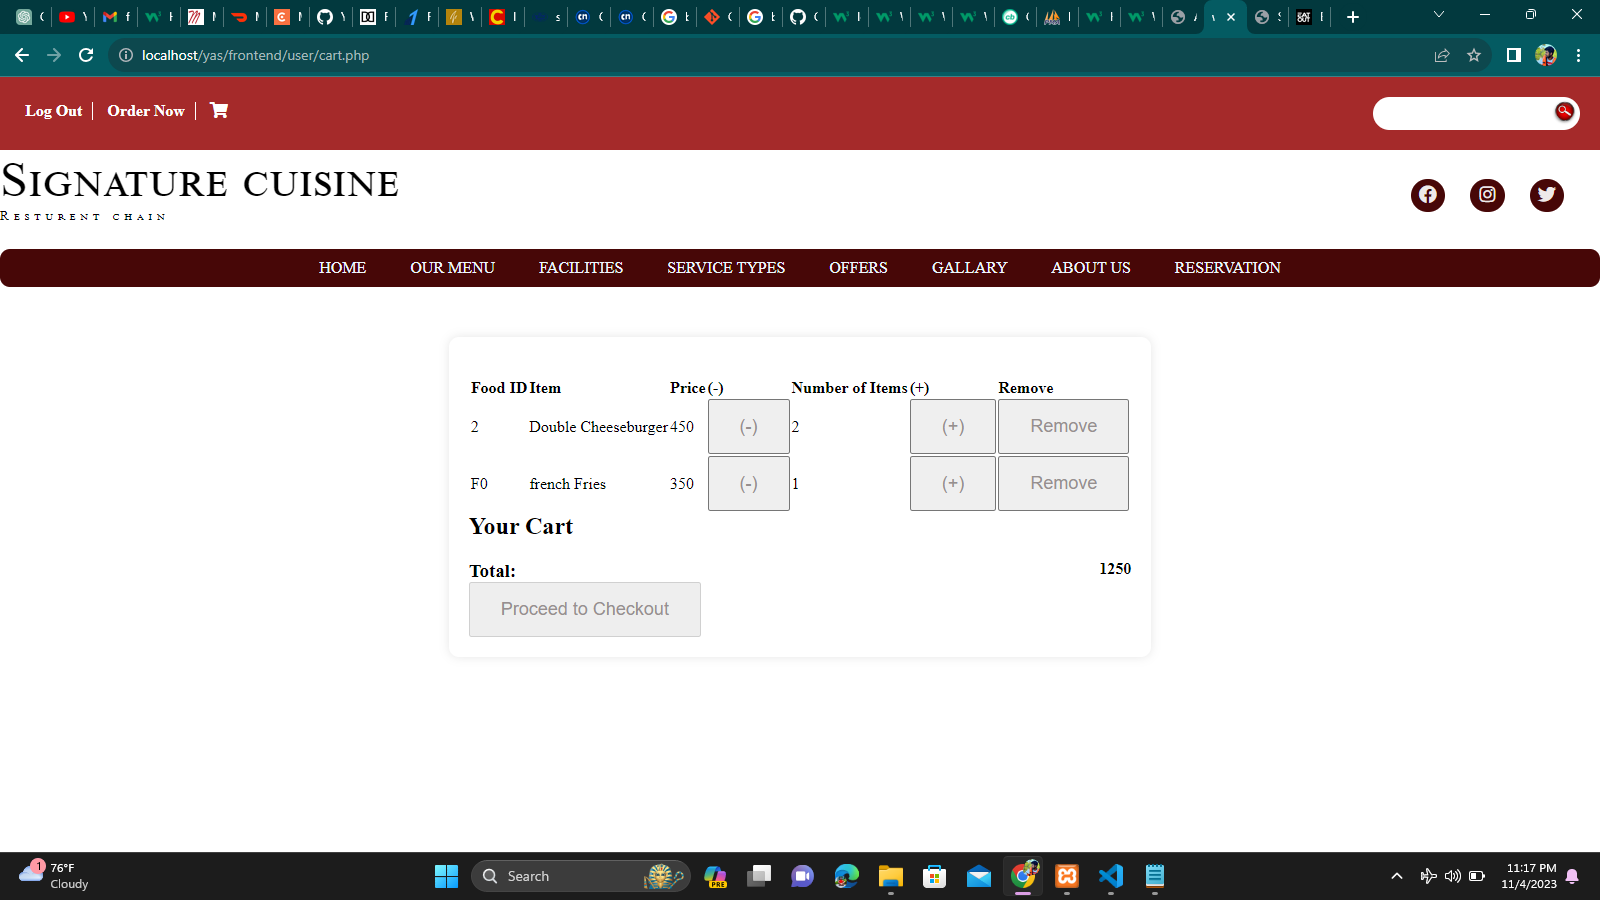 localhost/yas/frontend/user/cart.php
Log Out
Order Now
Signature cuisine
Resturent chain
HOME
OUR MENU
FACILITIES
SERVICE TYPES
OFFERS
GALLARY
ABOUT US
RESERVATION
Food ID Item Price (-) Number of Items (+) Remove
2 Double Cheeseburger 450 (-) 2 (+) Remove
F0 french Fries 350 (-) 1 (+) Remove
Your Cart
Total: 1250
Proceed to Checkout
1
76°F
Cloudy
Search
PRE
11:17 PM
11/4/2023